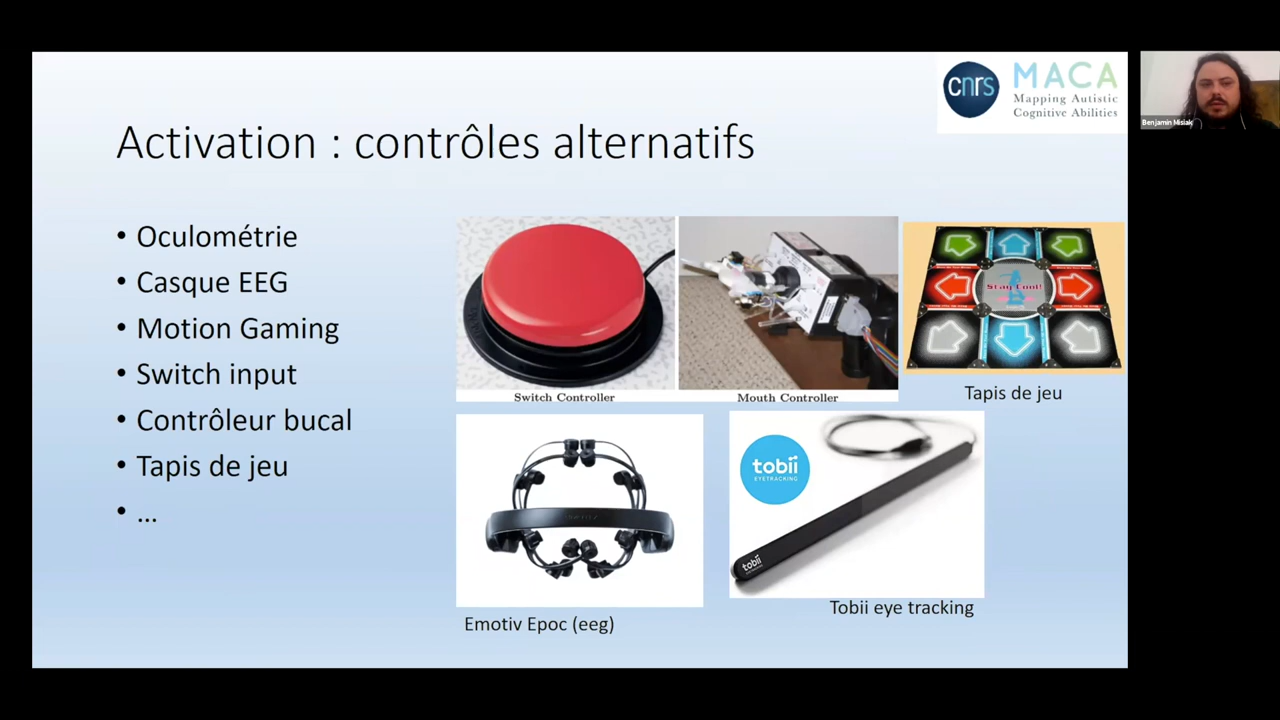 cnrs
MACA
Mapping Autistic
Cognitive Abilities
Benjamin Misiak
Activation : contrôles alternatifs
• Oculométrie
• Casque EEG
• Motion Gaming
• Switch input
• Contrôleur bucal
• Tapis de jeu
• ...
Switch Controller
Mouth Controller
Stay Cool!
Tapis de jeu
Emotiv Epoc (eeg)
tobii
EYETRACKING
tobii
Tobii eye tracking